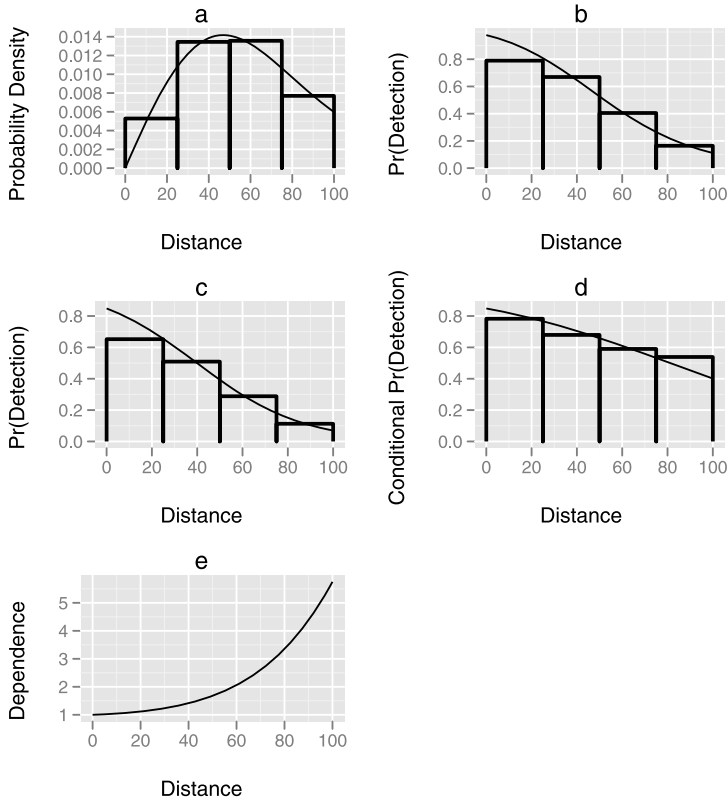 a
Probability Density
0.014
0.012
0.010
0.008
0.006
0.004
0.002
0.000
0 20 40 60 80 100
Distance
b
Pr(Detection)
0.8
0.6
0.4
0.2
0.0
0 20 40 60 80 100
Distance
c
Pr(Detection)
0.8
0.6
0.4
0.2
0.0
0 20 40 60 80 100
Distance
d
Conditional Pr(Detection)
0.8
0.6
0.4
0.2
0.0
0 20 40 60 80 100
Distance
e
Dependence
5
4
3
2
1
0 20 40 60 80 100
Distance